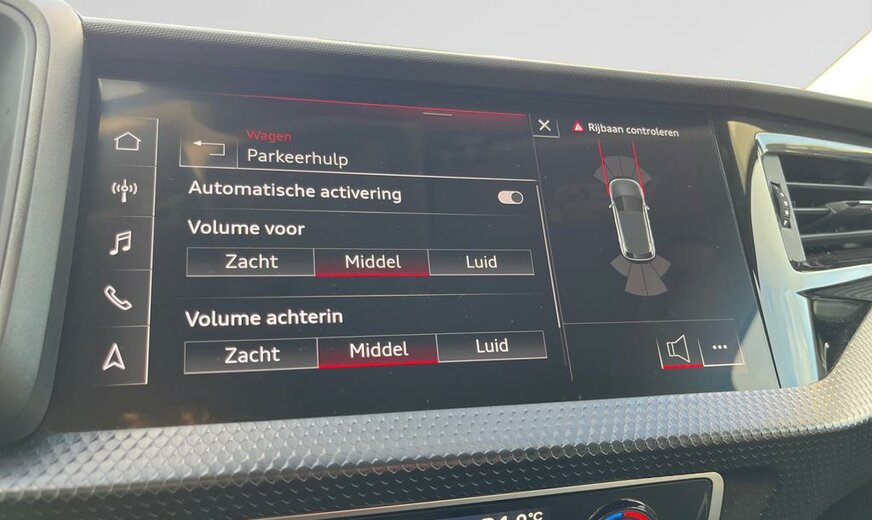 Wagen
Parkeerhulp
Automatische activering
Volume voor
Zacht Middel Luid
Volume achterin
Zacht Middel Luid
Rijbaan controleren